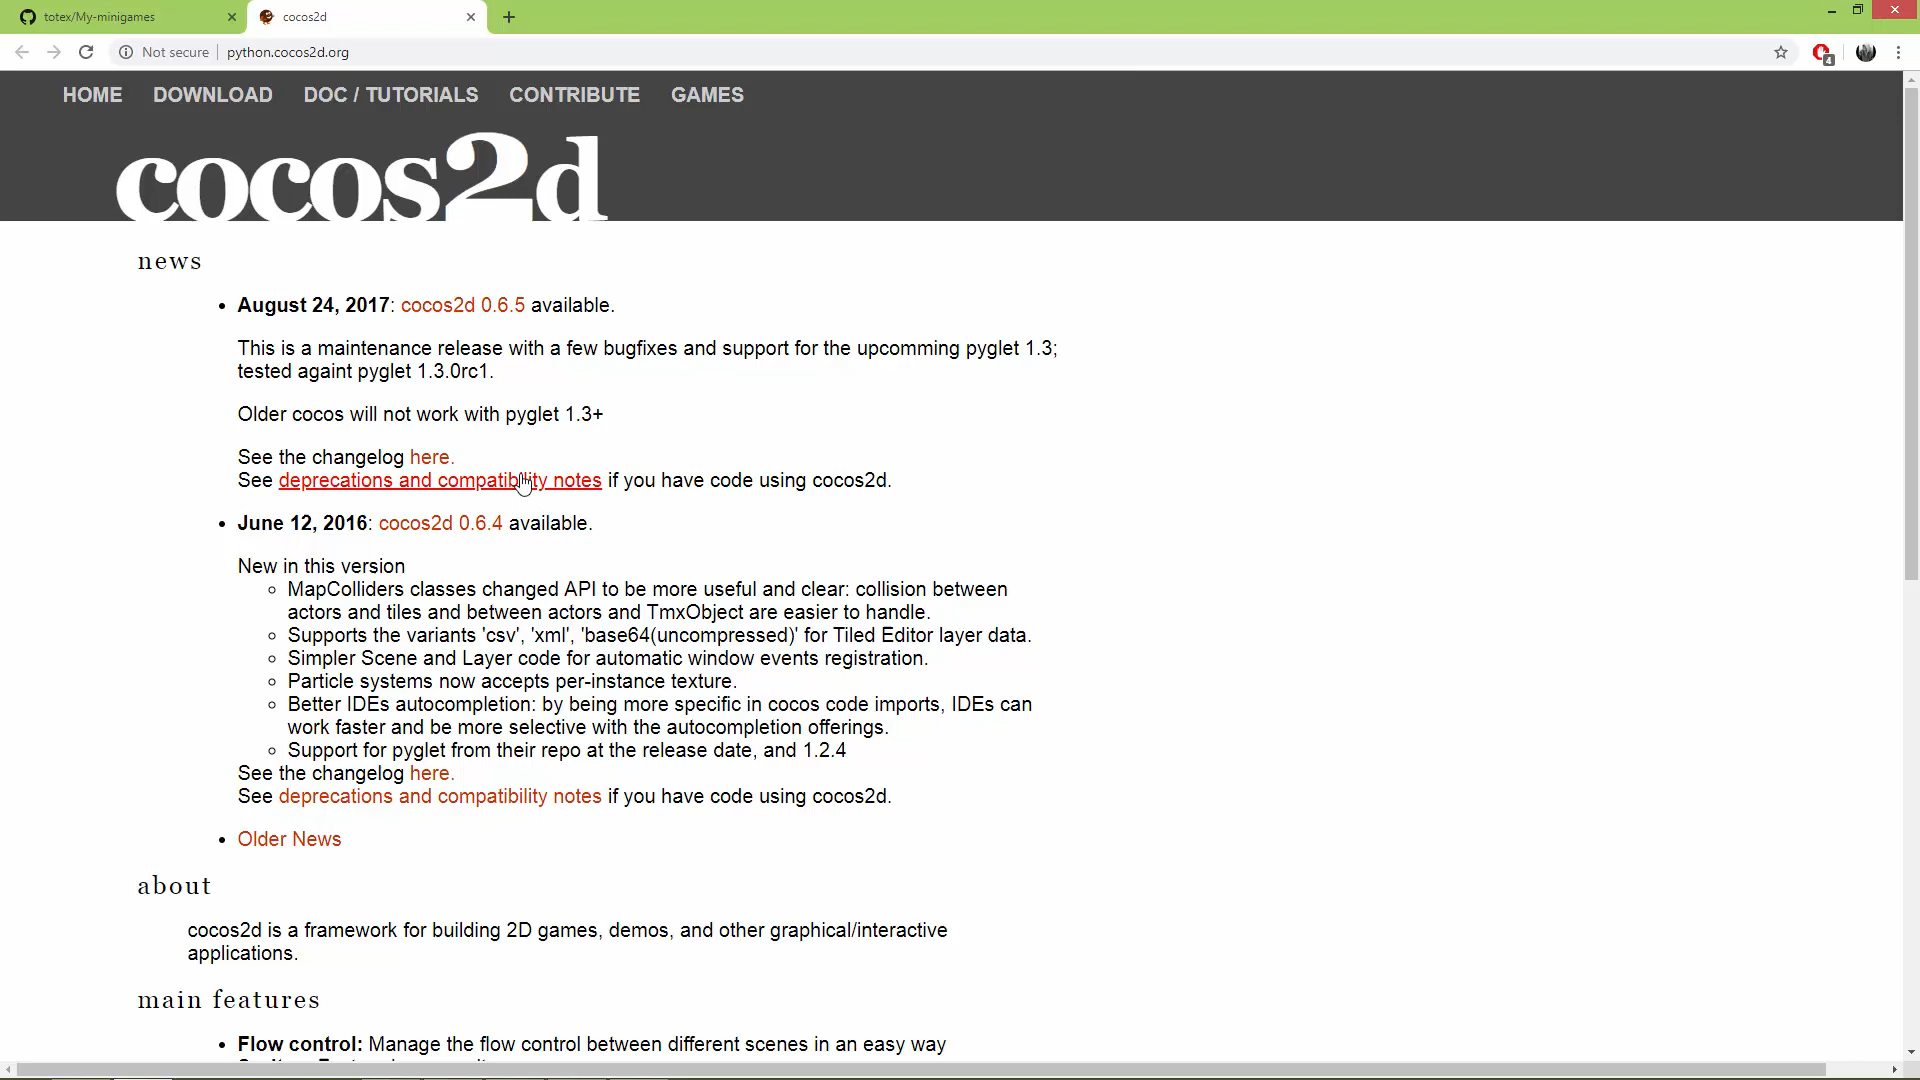 totex/My-minigames
cocos2d
Not secure
python.cocos2d.org
4
HOME
DOWNLOAD
DOC / TUTORIALS
CONTRIBUTE
GAMES
cocos2d
news
August 24, 2017: cocos2d 0.6.5 available.
This is a maintenance release with a few bugfixes and support for the upcomming pyglet 1.3;
tested againt pyglet 1.3.0rc1.
Older cocos will not work with pyglet 1.3+
See the changelog here.
See deprecations and compatibility notes if you have code using cocos2d.
June 12, 2016: cocos2d 0.6.4 available.
New in this version
MapColliders classes changed API to be more useful and clear: collision between
actors and tiles and between actors and TmxObject are easier to handle.
Supports the variants 'csv', 'xml', 'base64(uncompressed)' for Tiled Editor layer data.
Simpler Scene and Layer code for automatic window events registration.
Particle systems now accepts per-instance texture.
Better IDEs autocompletion: by being more specific in cocos code imports, IDEs can
work faster and be more selective with the autocompletion offerings.
Support for pyglet from their repo at the release date, and 1.2.4
See the changelog here.
See deprecations and compatibility notes if you have code using cocos2d.
Older News
about
cocos2d is a framework for building 2D games, demos, and other graphical/interactive
applications.
main features
Flow control: Manage the flow control between different scenes in an easy way